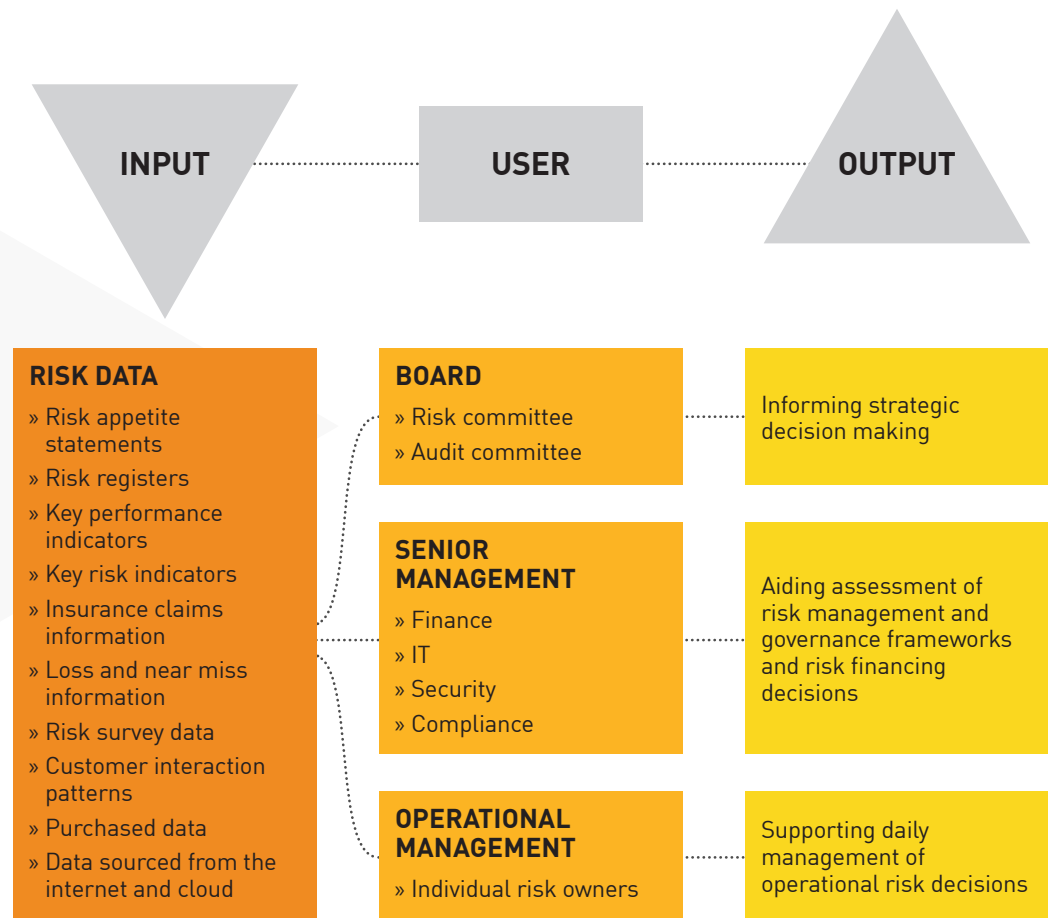 INPUT
USER
OUTPUT
RISK DATA
» Risk appetite
statements
» Risk registers
» Key performance
indicators
» Key risk indicators
» Insurance claims
information
» Loss and near miss
information
» Risk survey data
» Customer interaction
patterns
» Purchased data
» Data sourced from the
internet and cloud
BOARD
» Risk committee
» Audit committee
Informing strategic
decision making
SENIOR
MANAGEMENT
» Finance
» IT
» Security
» Compliance
Aiding assessment of
risk management and
governance frameworks
and risk financing
decisions
OPERATIONAL
MANAGEMENT
» Individual risk owners
Supporting daily
management of
operational risk decisions